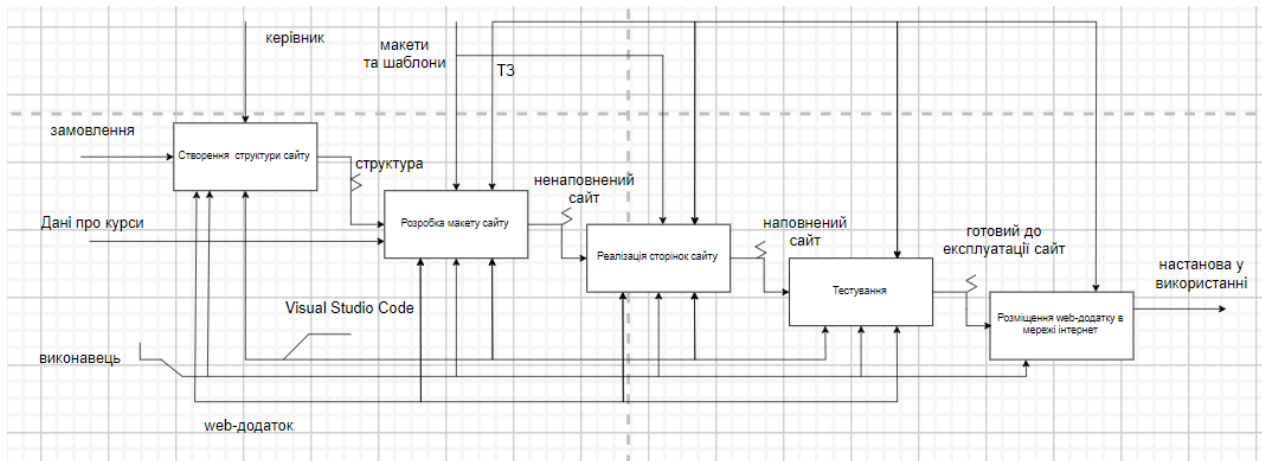 керівник
макети
та шаблони
ТЗ
замовлення
Створення структури сайту
структура
ненаповнений
сайт
Дані про курси
Розробка макету сайту
наповнений
сайт
готовий до
експлуатації сайт
Реалізація сторінок сайту
настанова у
використанні
Тестування
Visual Studio Code
Розміщення web-додатку в
мережі інтернет
виконавець
web-додаток